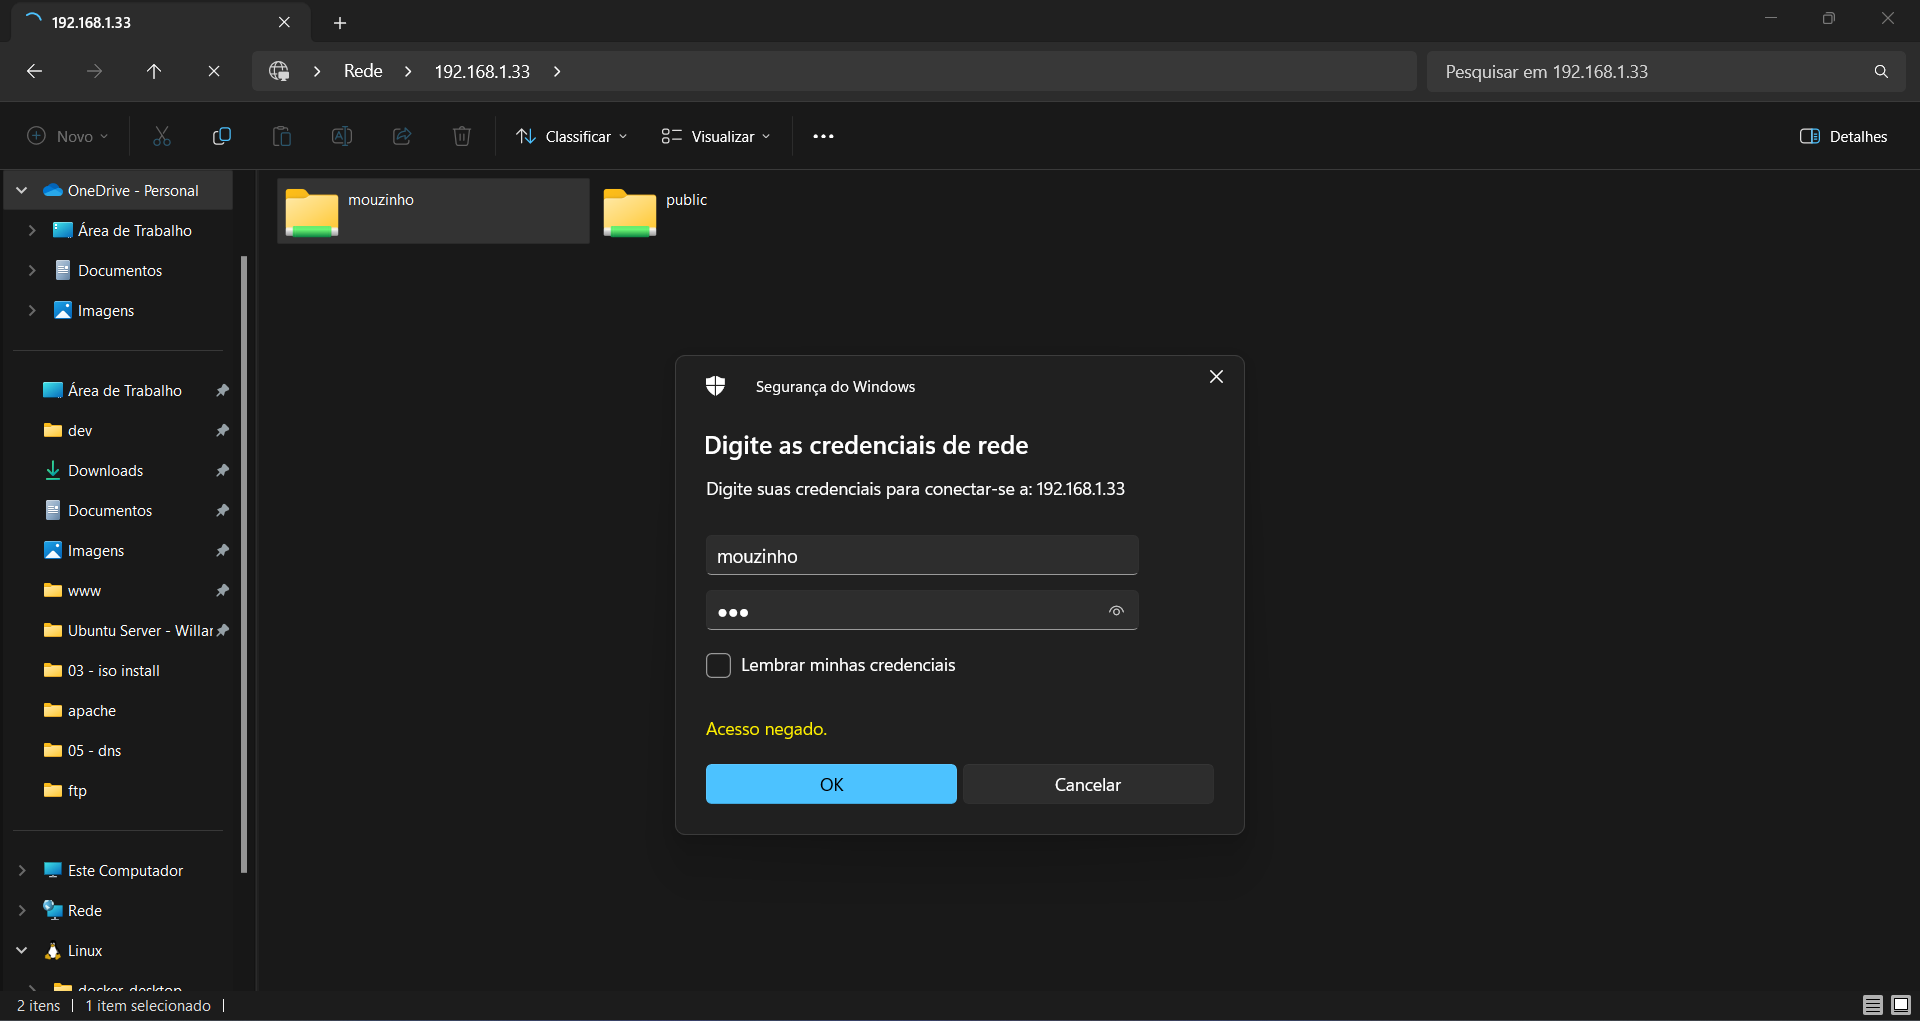 192.168.1.33
Rede
192.168.1.33
Pesquisar em 192.168.1.33
Novo
Classificar
Visualizar
Detalhes
OneDrive - Personal
Área de Trabalho
Documentos
Imagens
Área de Trabalho
dev
Downloads
Documentos
Imagens
www
Ubuntu Server - Willar
03 - iso install
apache
05 - dns
ftp
Este Computador
Rede
Linux
docker-desktop
mouzinho
public
Segurança do Windows
Digite as credenciais de rede
Digite suas credenciais para conectar-se a: 192.168.1.33
mouzinho
●●●
Lembrar minhas credenciais
Acesso negado.
OK
Cancelar
2 itens
1 item selecionado